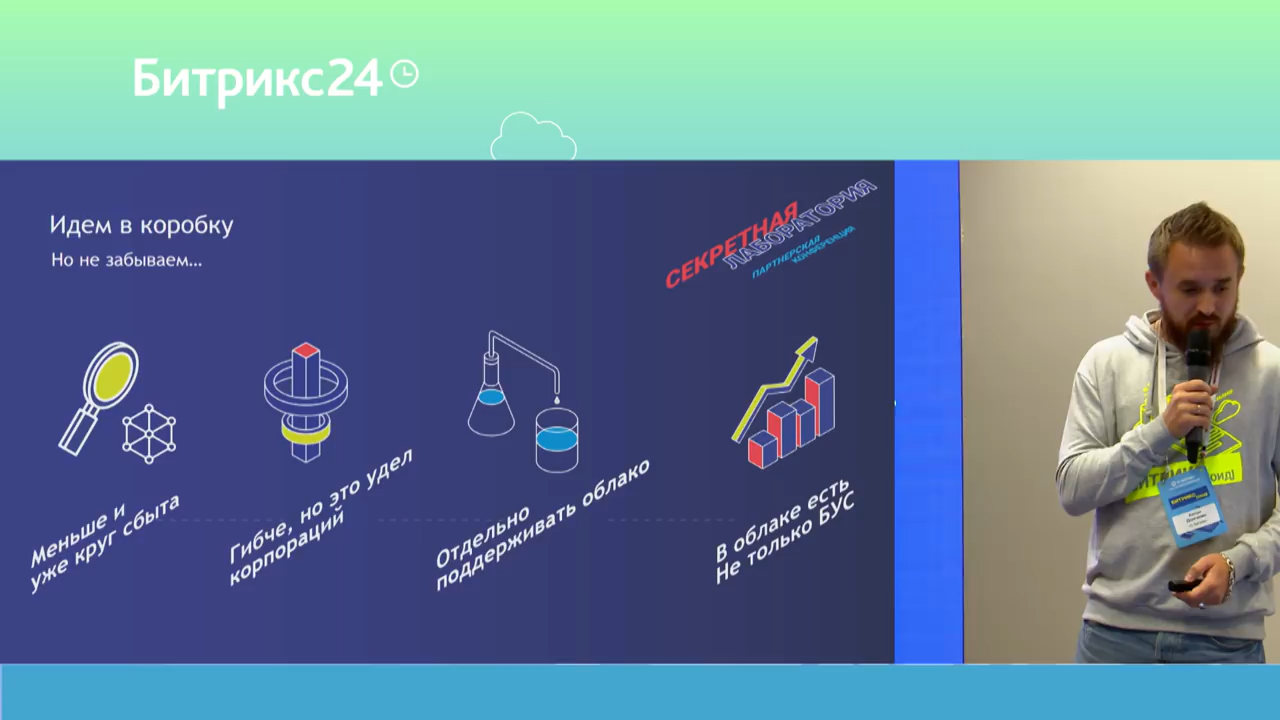 Битрикс24
Идем в коробку
Но не забываем...
СЕКРЕТНАЯ
ЛАБОРАТОРИЯ
ПАРТНЕРСКАЯ
КОНФЕРЕНЦИЯ
Меньше и
уже круг сбыта
Гибче, но это удел
корпораций
Отдельно
поддерживать облако
В облаке есть
Не только БУС